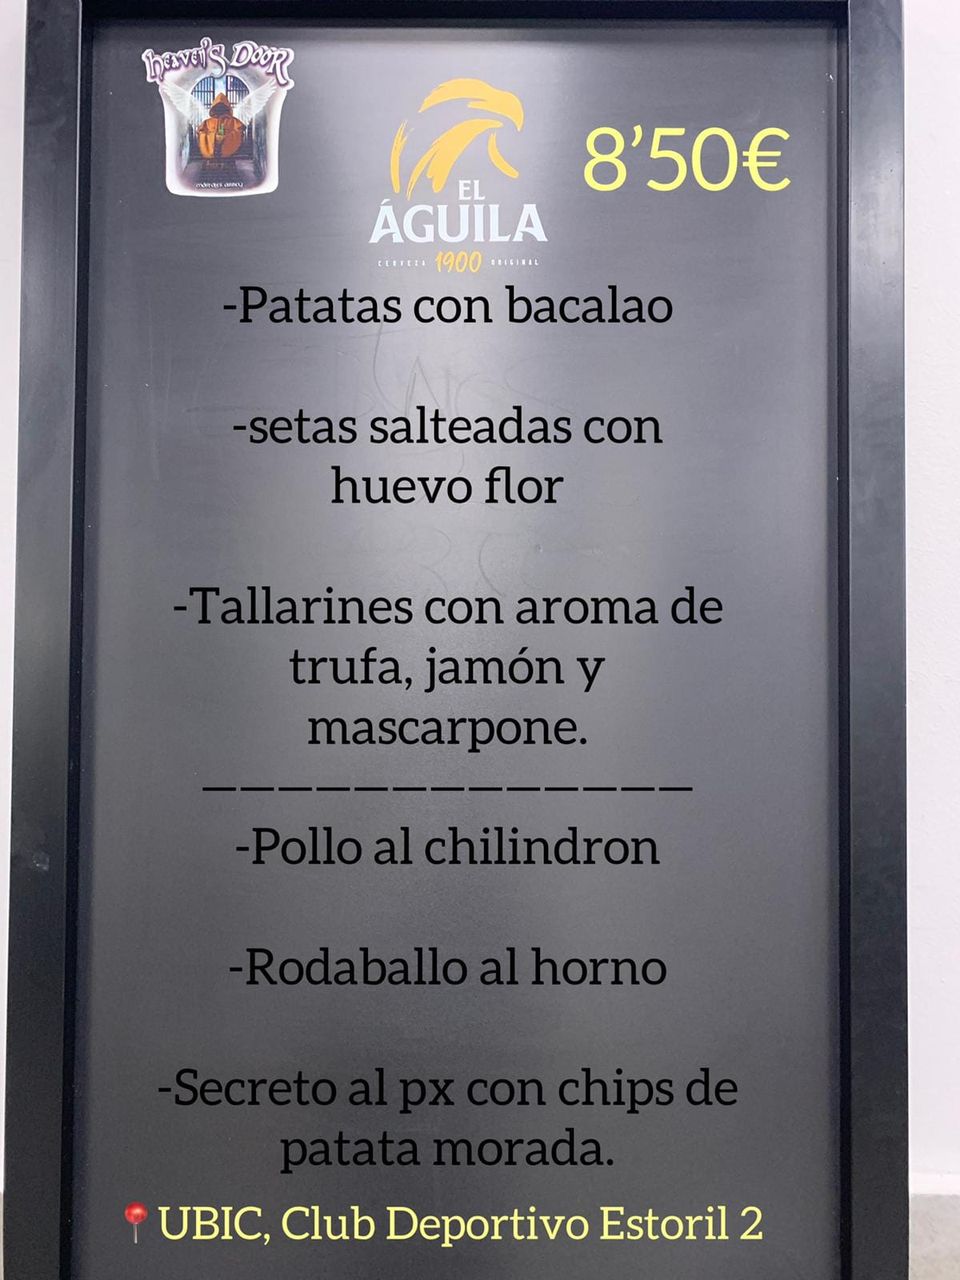 Heaven's Door
EL
ÁGUILA
8'50€
CERVEZA 1900 ORIGINAL
-Patatas con bacalao
-setas salteadas con
huevo flor
-Tallarines con aroma de
trufa, jamón y
mascarpone.
—————————————
-Pollo al chilindron
-Rodaballo al horno
-Secreto al px con chips de
patata morada.
📍UBIC, Club Deportivo Estoril 2